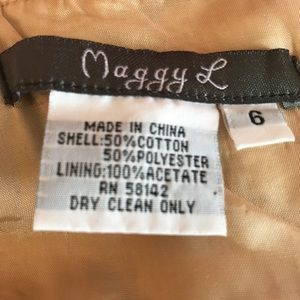 Maggy L
6
MADE IN CHINA
SHELL:50%COTTON
50%POLYESTER
LINING:100%ACETATE
RN 58142
DRY CLEAN ONLY